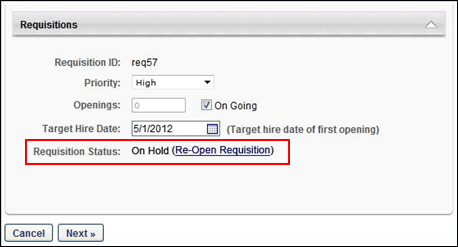 Requisitions
Requisition ID: req57
Priority: High
Openings: 0 On Going
Target Hire Date: 5/1/2012 (Target hire date of first opening)
Requisition Status: On Hold (Re-Open Requisition)
Cancel Next »